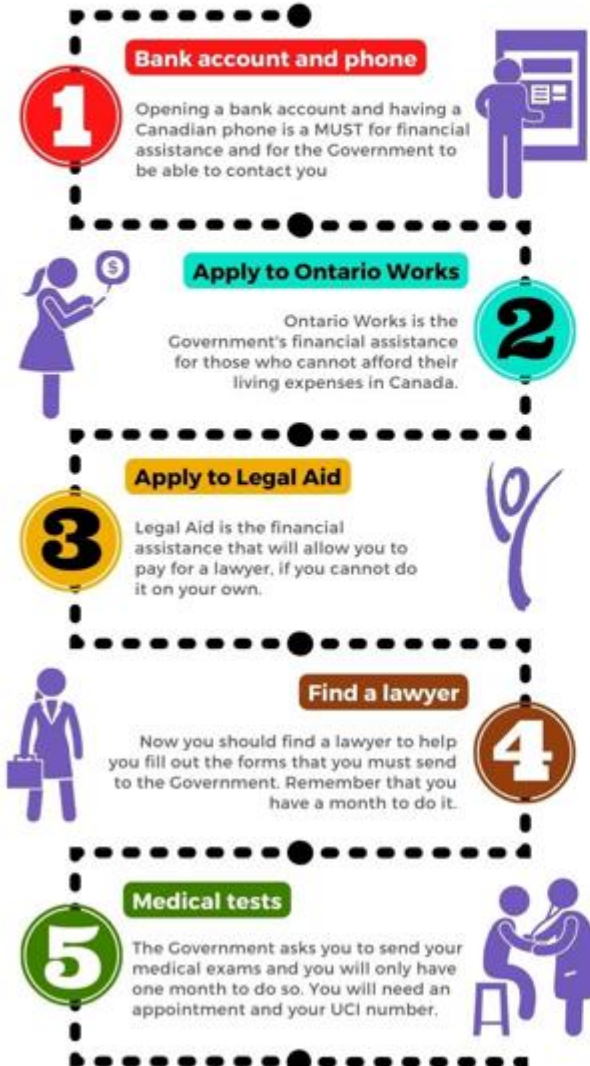 Bank account and phone
1
Opening a bank account and having a
Canadian phone is a MUST for financial
assistance and for the Government to
be able to contact you
$
Apply to Ontario Works
2
Ontario Works is the
Government's financial assistance
for those who cannot afford their
living expenses in Canada.
Apply to Legal Aid
3
Legal Aid is the financial
assistance that will allow you to
pay for a lawyer, if you cannot do
it on your own.
Find a lawyer
4
Now you should find a lawyer to help
you fill out the forms that you must send
to the Government. Remember that you
have a month to do it.
Medical tests
5
The Government asks you to send your
medical exams and you will only have
one month to do so. You will need an
appointment and your UCI number.